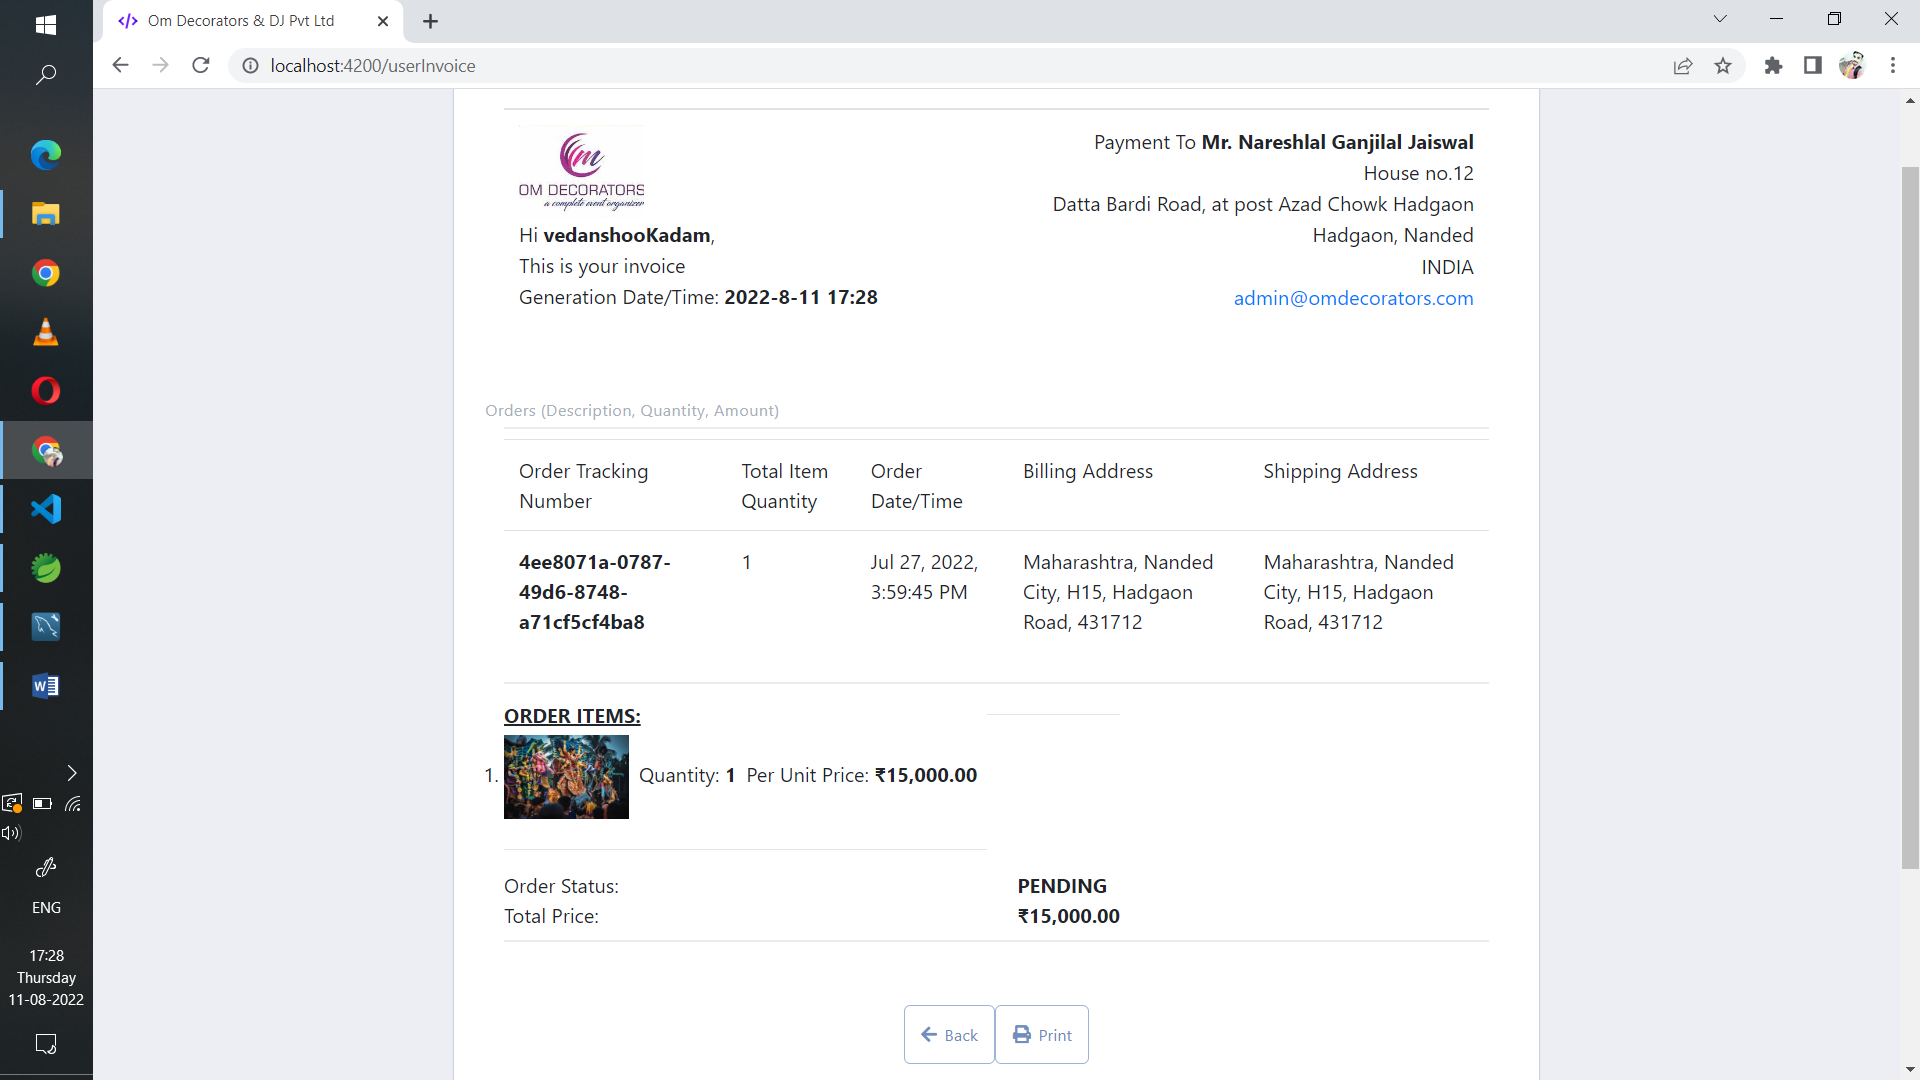 Om Decorators & DJ Pvt Ltd
localhost:4200/userInvoice
Om
OM DECORATORS
a complete event organizer
Payment To Mr. Nareshlal Ganjilal Jaiswal
House no.12
Datta Bardi Road, at post Azad Chowk Hadgaon
Hadgaon, Nanded
INDIA
admin@omdecorators.com
Hi vedanshooKadam,
This is your invoice
Generation Date/Time: 2022-8-11 17:28
Orders (Description, Quantity, Amount)
Order Tracking Number
Total Item Quantity
Order Date/Time
Billing Address
Shipping Address
4ee8071a-0787-
49d6-8748-
a71cf5cf4ba8
1
Jul 27, 2022,
3:59:45 PM
Maharashtra, Nanded
City, H15, Hadgaon
Road, 431712
Maharashtra, Nanded
City, H15, Hadgaon
Road, 431712
ORDER ITEMS:
1. Quantity: 1 Per Unit Price: ₹15,000.00
Order Status: PENDING
Total Price: ₹15,000.00
Back Print
W
ENG
17:28
Thursday
11-08-2022